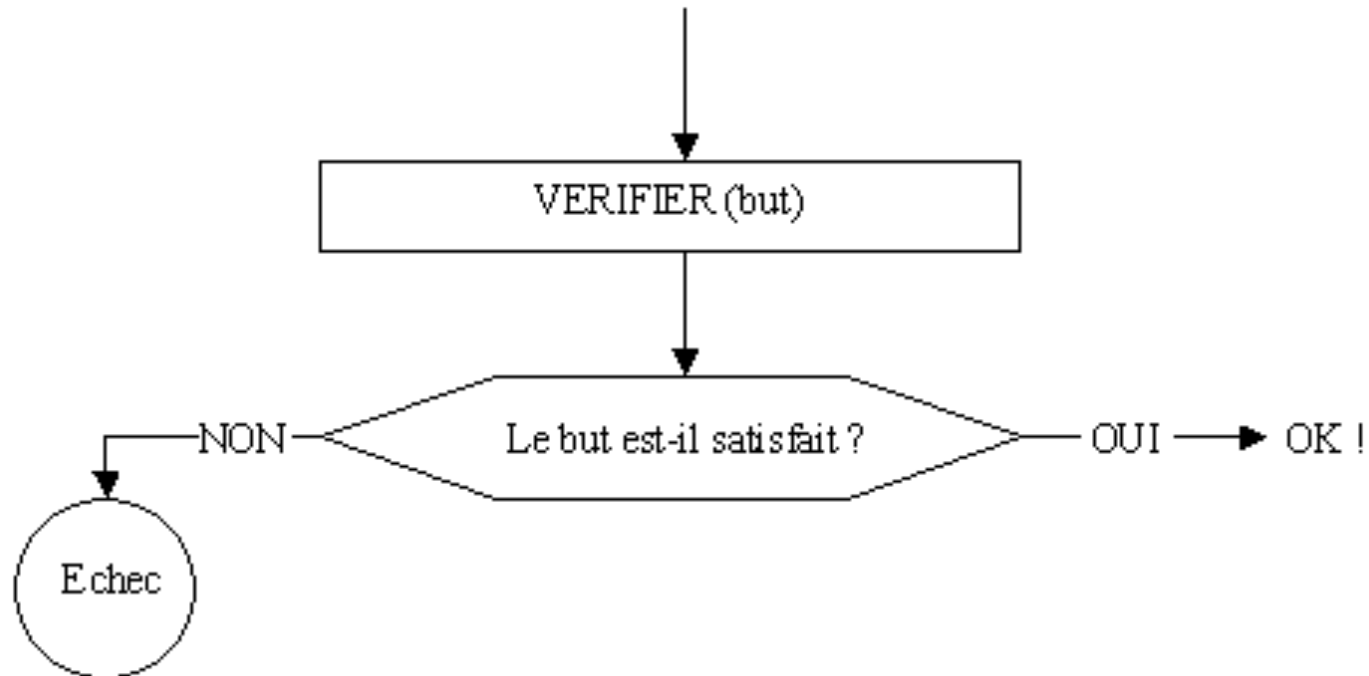 VERIFIER (but)
NON
Le but est-il satisfait ?
OUI
OK !
Echec